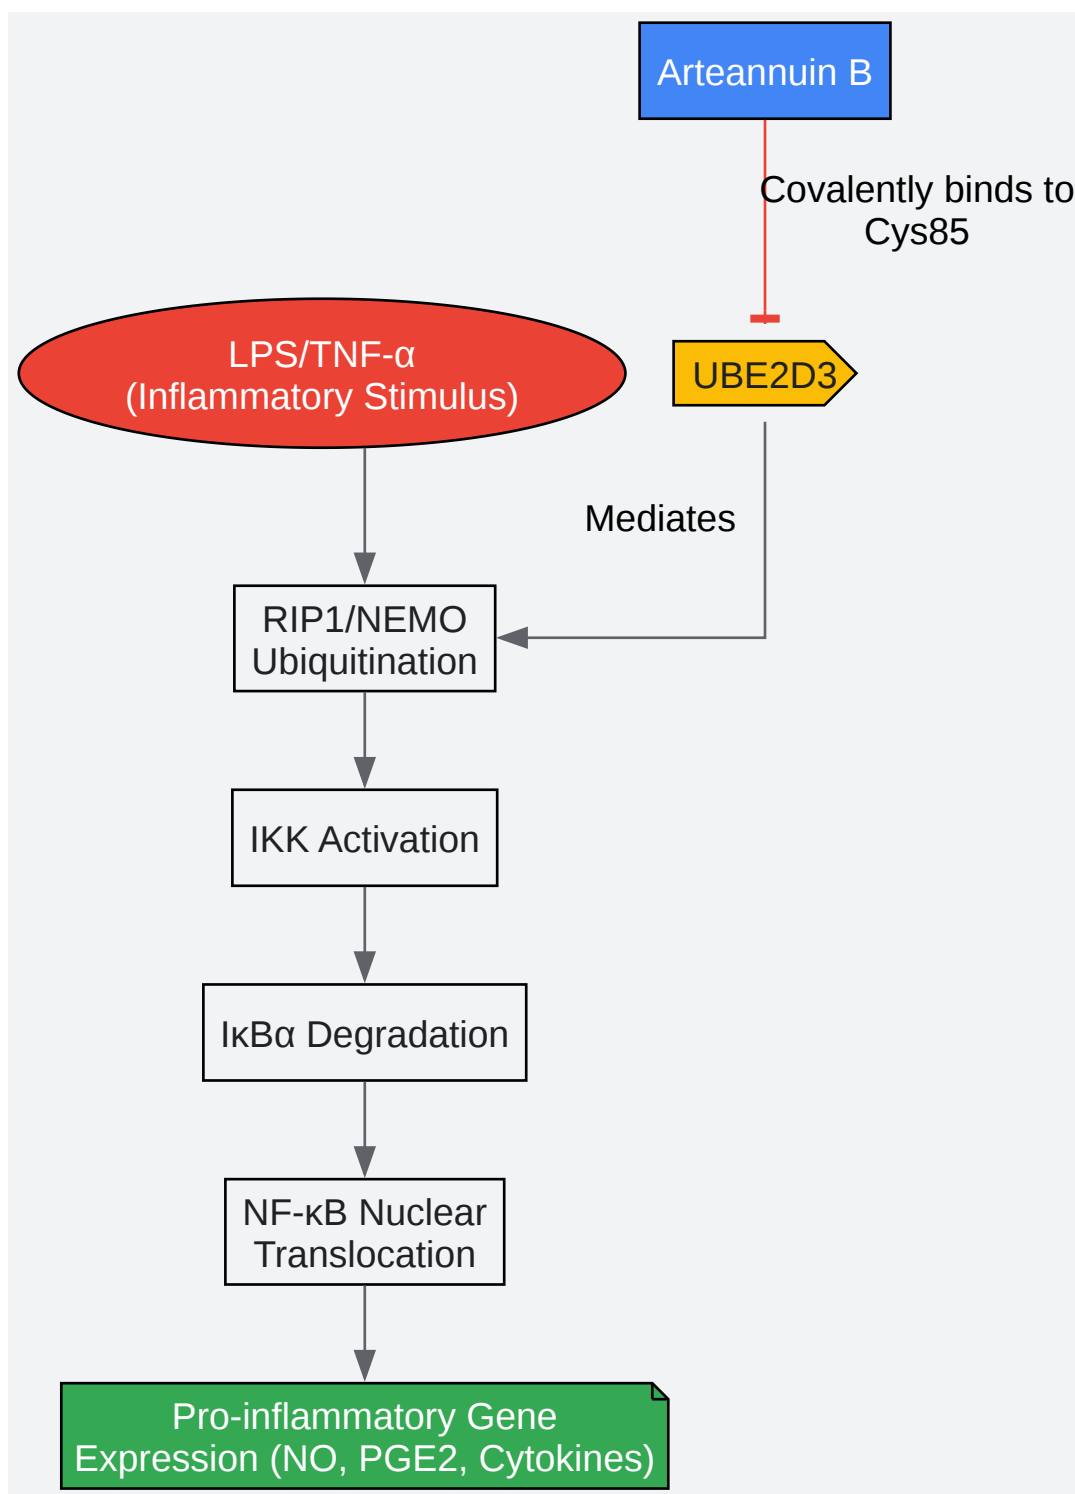 Arteannuin B
Covalently binds to
Cys85
LPS/TNF-α
(Inflammatory Stimulus)
UBE2D3
Mediates
RIP1/NEMO
Ubiquitination
IKK Activation
IκBα Degradation
NF-κB Nuclear
Translocation
Pro-inflammatory Gene
Expression (NO, PGE2, Cytokines)